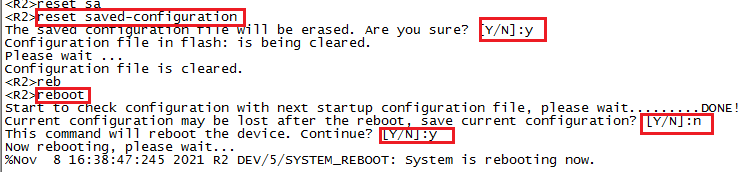 <R2>reset sa
<R2>reset saved-configuration
The saved configuration file will be erased. Are you sure? [Y/N]:y
Configuration file in flash: is being cleared.
Please wait ...
Configuration file is cleared.
<R2>reb
<R2>reboot
Start to check configuration with next startup configuration file, please wait.........DONE!
Current configuration may be lost after the reboot, save current configuration? [Y/N]:n
This command will reboot the device. Continue? [Y/N]:y
Now rebooting, please wait...
%Nov  8 16:38:47:245 2021 R2 DEV/5/SYSTEM_REBOOT: System is rebooting now.